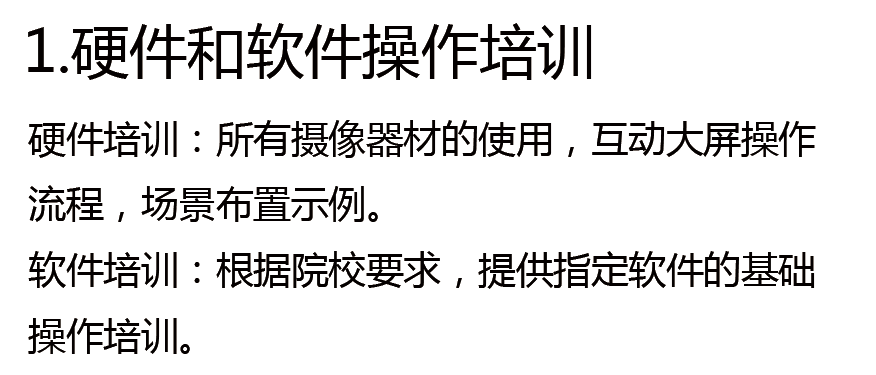 1.硬件和软件操作培训
硬件培训：所有摄像器材的使用，互动大屏操作
流程，场景布置示例。
软件培训：根据院校要求，提供指定软件的基础
操作培训。